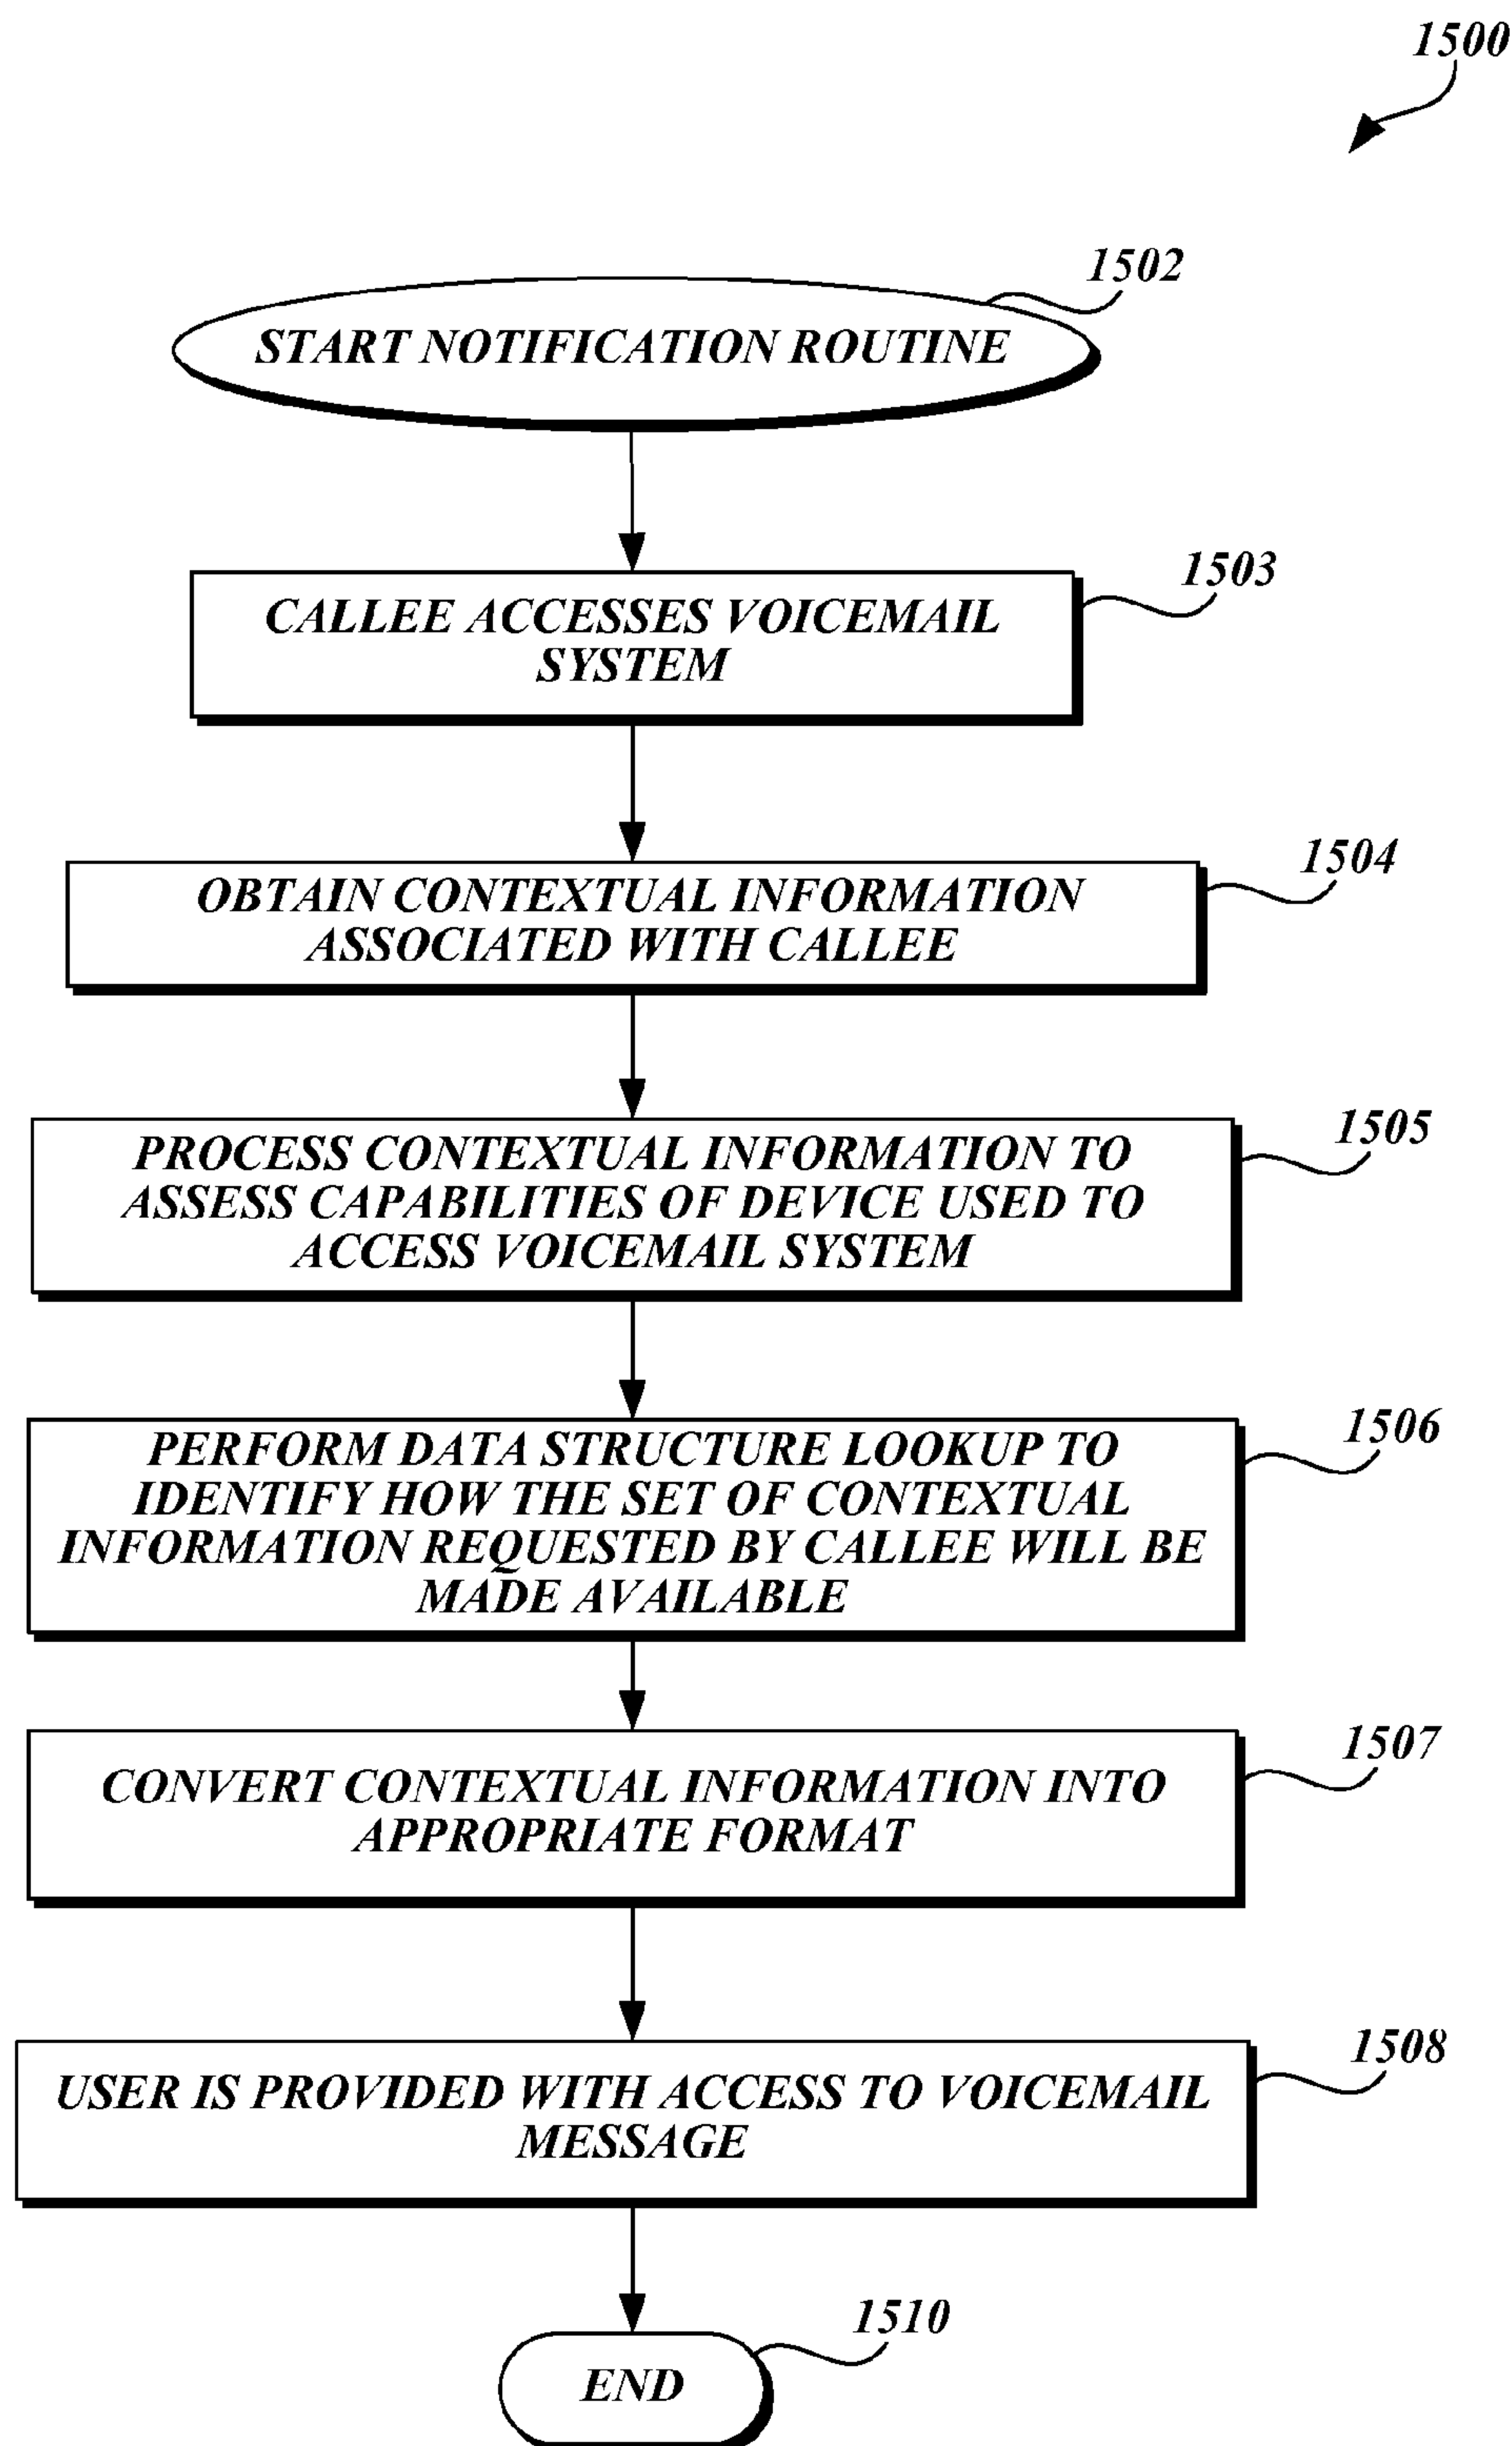 1500
1502
START NOTIFICATION ROUTINE
1503
CALLEE ACCESSES VOICEMAIL
SYSTEM
1504
OBTAIN CONTEXTUAL INFORMATION
ASSOCIATED WITH CALLEE
1505
PROCESS CONTEXTUAL INFORMATION TO
ASSESS CAPABILITIES OF DEVICE USED TO
ACCESS VOICEMAIL SYSTEM
1506
PERFORM DATA STRUCTURE LOOKUP TO
IDENTIFY HOW THE SET OF CONTEXTUAL
INFORMATION REQUESTED BY CALLEE WILL BE
MADE AVAILABLE
1507
CONVERT CONTEXTUAL INFORMATION INTO
APPROPRIATE FORMAT
1508
USER IS PROVIDED WITH ACCESS TO VOICEMAIL
MESSAGE
1510
END